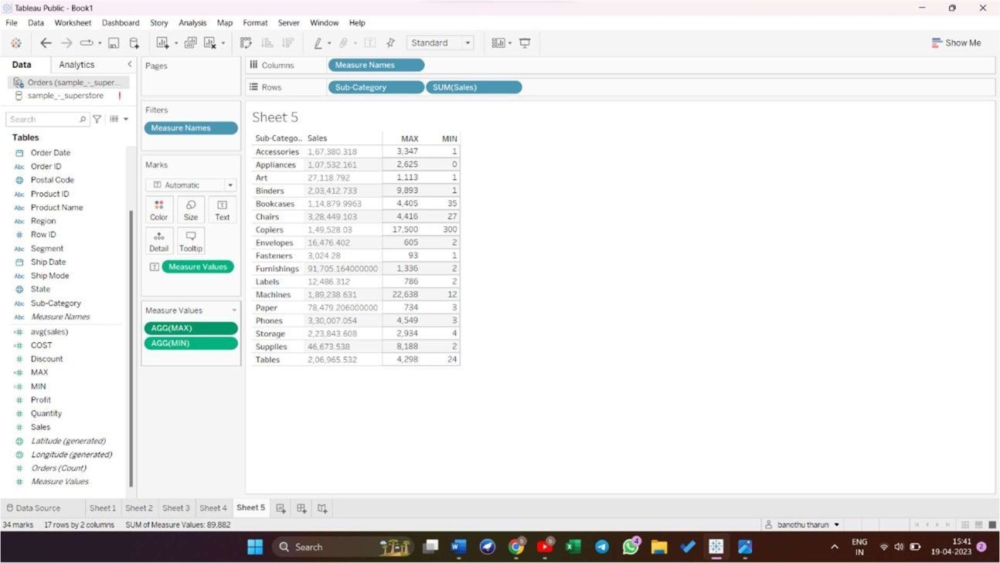 Tableau Public - Book1
File Data Worksheet Dashboard Story Analysis Map Format Server Window Help
Standard
Show Me
Data Analytics
Orders (sample_-_super...
sample_-_superstore !
Search
Tables
Order Date
Abc Order ID
Postal Code
Abc Product ID
Abc Product Name
Abc Region
# Row ID
Abc Segment
Ship Date
Abc Ship Mode
State
Abc Sub-Category
Abc Measure Names
=# avg(sales)
=# COST
# Discount
=# MAX
=# MIN
# Profit
# Quantity
# Sales
Latitude (generated)
Longitude (generated)
# Orders (Count)
# Measure Values
Pages
Filters
Measure Names
Marks
T Automatic
Color Size Text
Detail Tooltip
T Measure Values
Measure Values
AGG(MAX)
AGG(MIN)
Columns Measure Names
Rows Sub-Category SUM(Sales)
Sheet 5
Sub-Catego.. Sales MAX MIN
Accessories 1,67,380.318 3,347 1
Appliances 1,07,532.161 2,625 0
Art 27,118.792 1,113 1
Binders 2,03,412.733 9,893 1
Bookcases 1,14,879.9963 4,405 35
Chairs 3,28,449.103 4,416 27
Copiers 1,49,528.03 17,500 300
Envelopes 16,476.402 605 2
Fasteners 3,024.28 93 1
Furnishings 91,705.164000000 1,336 2
Labels 12,486.312 786 2
Machines 1,89,238.631 22,638 12
Paper 78,479.206000000 734 3
Phones 3,30,007.054 4,549 3
Storage 2,23,843.608 2,934 4
Supplies 46,673.538 8,188 2
Tables 2,06,965.532 4,298 24
Data Source Sheet 1 Sheet 2 Sheet 3 Sheet 4 Sheet 5
34 marks 17 rows by 2 columns SUM of Measure Values: 89,882
banothu tharun
Search
ENG
IN
15:41
19-04-2023
2